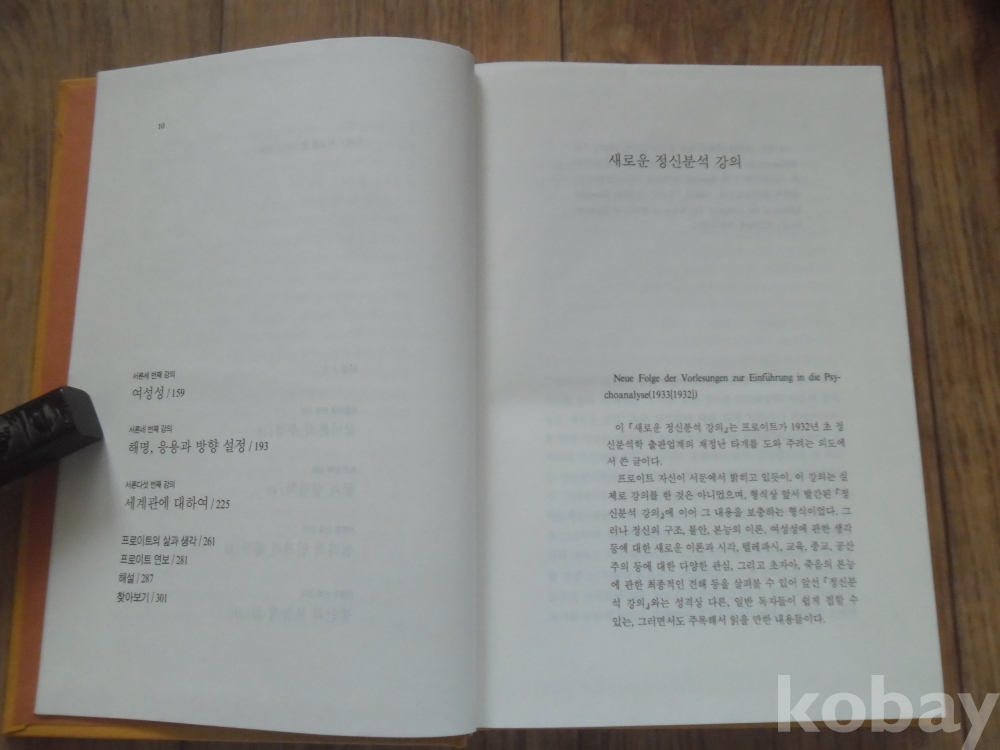 10
서른세 번째 강의
여성성 / 159
서른네 번째 강의
해명, 응용과 방향 설정 / 193
서른다섯 번째 강의
세계관에 대하여 / 225
프로이트의 삶과 생각 / 261
프로이트 연보 / 281
해설 / 287
찾아보기 / 301
새로운 정신분석 강의
Neue Folge der Vorlesungen zur Einführung in die Psy-
choanalyse(1933[1932])
이 『새로운 정신분석 강의』는 프로이트가 1932년 초 정
신분석학 출판업계의 재정난 타개를 도와 주려는 의도에
서 쓴 글이다.
프로이트 자신이 서문에서 밝히고 있듯이, 이 강의는 실
제로 강의를 한 것은 아니었으며, 형식상 앞서 발간된 『정
신분석 강의』에 이어 그 내용을 보충하는 형식이었다. 그
러나 정신의 구조, 불안, 본능의 이론, 여성성에 관한 생각
등에 대한 새로운 이론과 시각, 텔레파시, 교육, 종교, 공산
주의 등에 대한 다양한 관심, 그리고 초자아, 죽음의 본능
에 관한 최종적인 견해 등을 살펴볼 수 있어 앞선 『정신분
석 강의』와는 성격상 다른, 일반 독자들이 쉽게 접할 수
있는, 그러면서도 주목해서 읽을 만한 내용들이다.
kobay